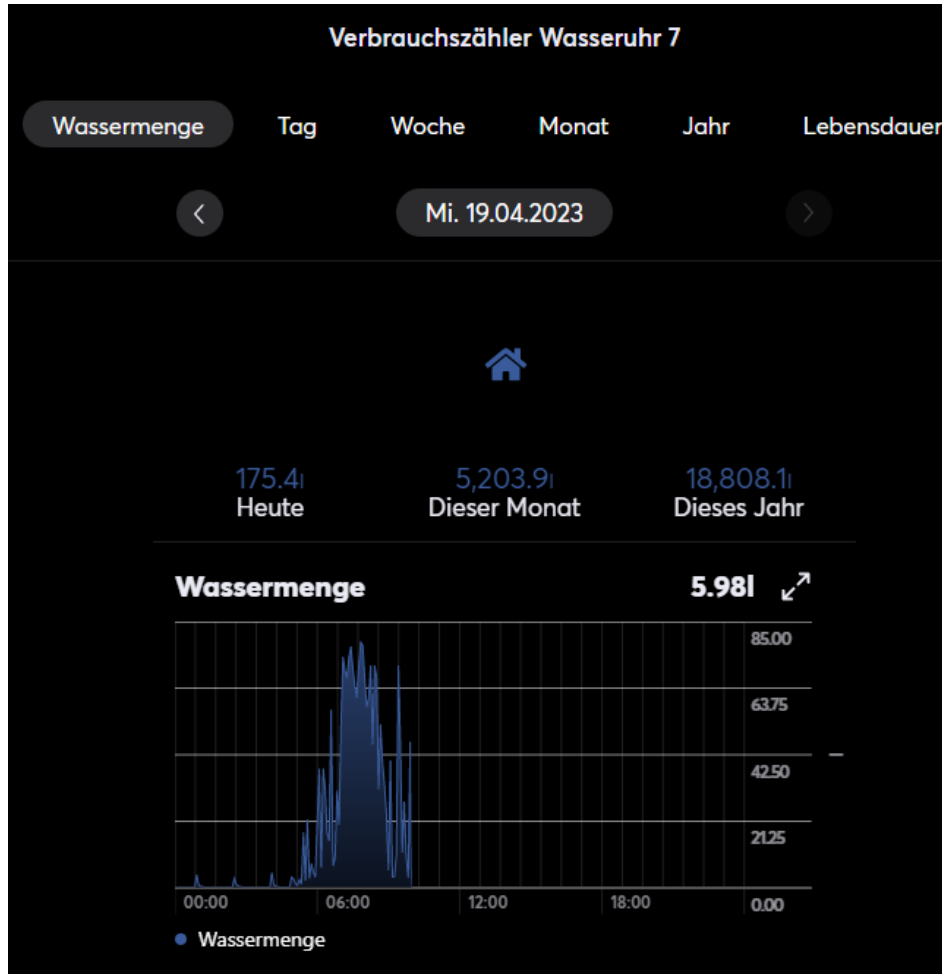 Verbrauchszähler Wasseruhr 7
Wassermenge Tag Woche Monat Jahr Lebensdauer
Mi. 19.04.2023
175.4l 5,203.9l 18,808.1l
Heute Dieser Monat Dieses Jahr
Wassermenge 5.98l
85.00
63.75
42.50
21.25
00:00 06:00 12:00 18:00 0.00
Wassermenge